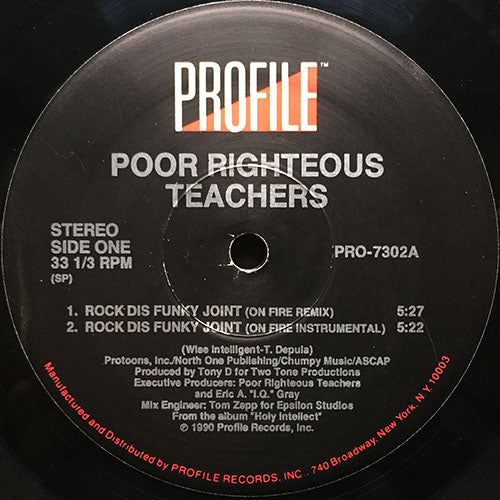 PROFILE™
POOR RIGHTEOUS
TEACHERS
STEREO
SIDE ONE
33 1/3 RPM
(SP)
PRO-7302A
1. ROCK DIS FUNKY JOINT (ON FIRE REMIX) 5:27
2. ROCK DIS FUNKY JOINT (ON FIRE INSTRUMENTAL) 5:22
(Wise Intelligent-T. Depula)
Protoons, Inc./North One Publishing/Chumpy Music/ASCAP
Produced by Tony D for Two Tone Productions
Executive Producers: Poor Righteous Teachers
and Eric A. "I.Q." Gray
Mix Engineer: Tom Zepp for Epsilon Studios
From the album "Holy Intellect"
℗ 1990 Profile Records, Inc.
Manufactured and Distributed by PROFILE RECORDS, INC. 740 Broadway, New York, N Y 10003